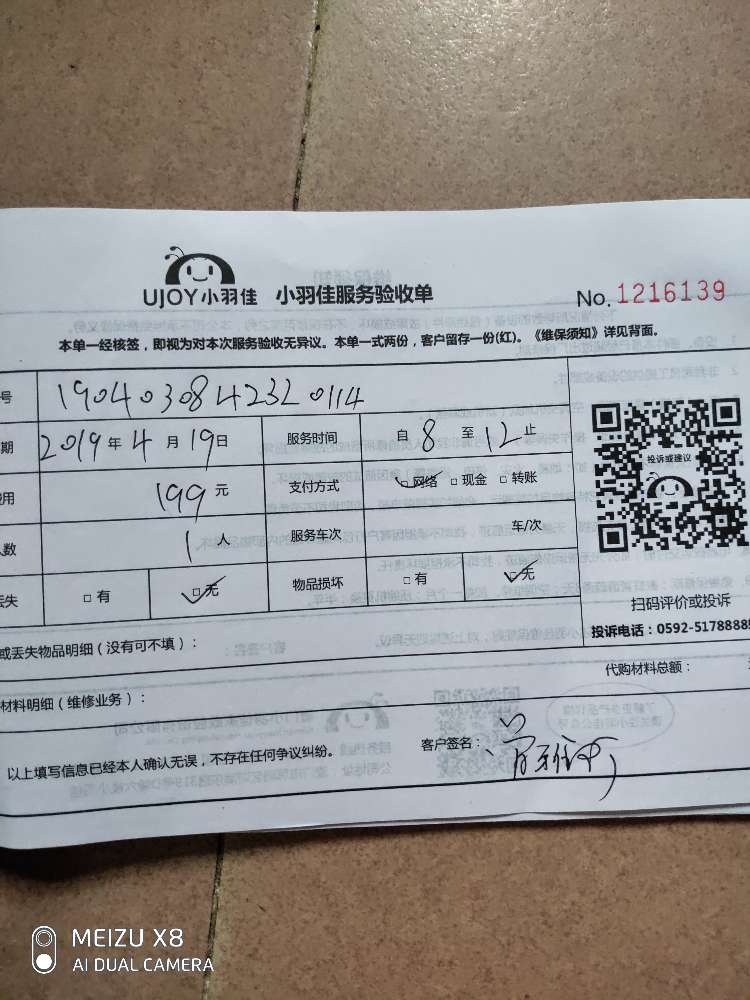 UJOY小羽佳 小羽佳服务验收单 No. 1216139
本单一经核签，即视为对本次服务验收无异议。本单一式两份，客户留存一份(红)。《维保须知》详见背面。
号 190403084232 0114
期 2019年4月19日 服务时间 自8至12止
用 199元 支付方式 □网络 □现金 □转账
人数 1人 服务车次 车/次
丢失 □有 □无 物品损坏 □有 □无
投诉或建议
扫码评价或投诉
投诉电话：0592-5178888
或丢失物品明细（没有可不填）：
代购材料总额：
材料明细（维修业务）：
以上填写信息已经本人确认无误，不存在任何争议纠纷。 客户签名：
MEIZU X8
AI DUAL CAMERA